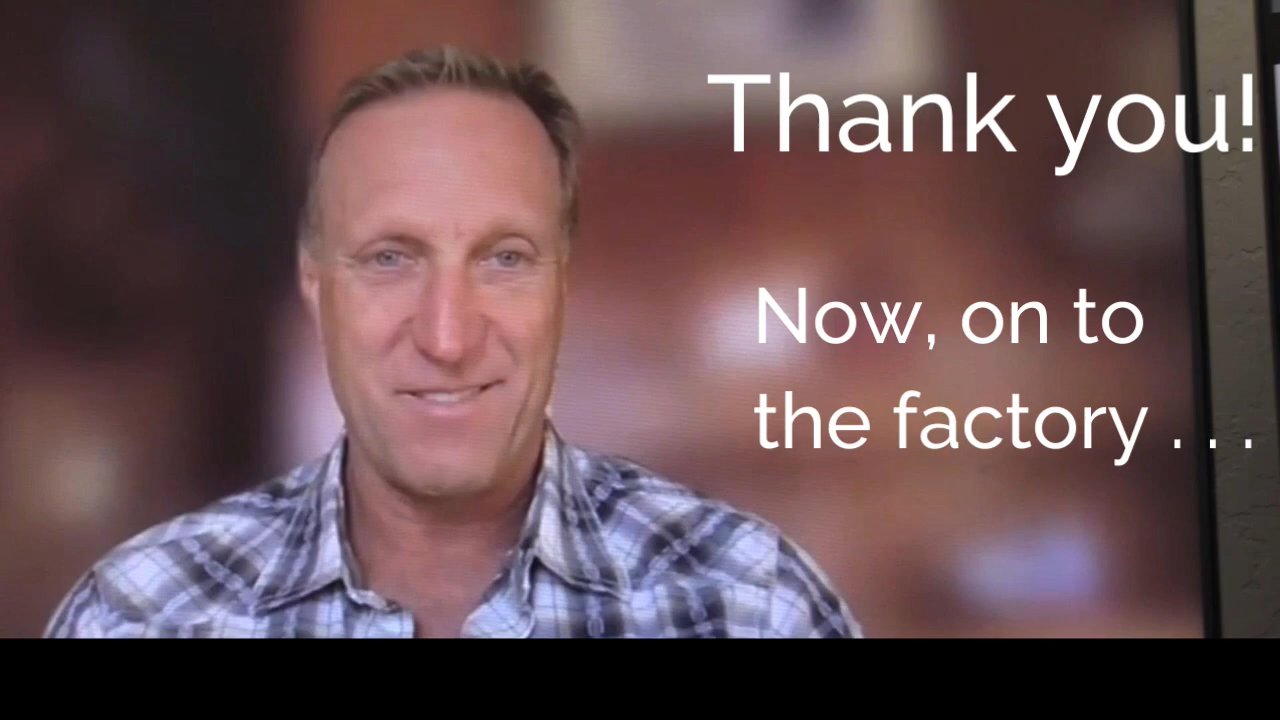 Thank you!
Now, on to
the factory . . .